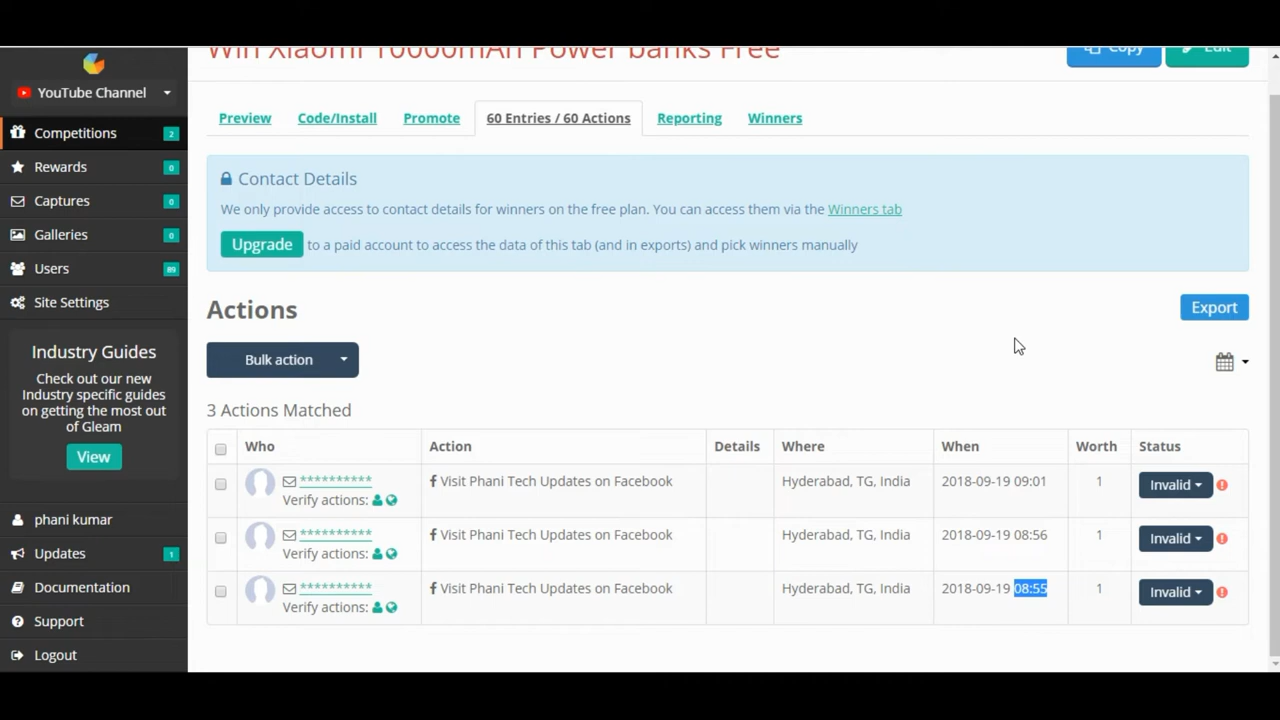 Win Xiaomi 10000mAh Power banks Free
Copy
Edit
YouTube Channel
Competitions 2
Rewards 0
Captures 0
Galleries 0
Users 89
Site Settings
Industry Guides
Check out our new
Industry specific guides
on getting the most out
of Gleam
View
phani kumar
Updates 1
Documentation
Support
Logout
Preview Code/Install Promote 60 Entries / 60 Actions Reporting Winners
Contact Details
We only provide access to contact details for winners on the free plan. You can access them via the Winners tab
Upgrade to a paid account to access the data of this tab (and in exports) and pick winners manually
Actions
Export
Bulk action
3 Actions Matched
Who Action Details Where When Worth Status
********** Visit Phani Tech Updates on Facebook Hyderabad, TG, India 2018-09-19 09:01 1 Invalid
Verify actions:
********** Visit Phani Tech Updates on Facebook Hyderabad, TG, India 2018-09-19 08:56 1 Invalid
Verify actions:
********** Visit Phani Tech Updates on Facebook Hyderabad, TG, India 2018-09-19 08:55 1 Invalid
Verify actions: